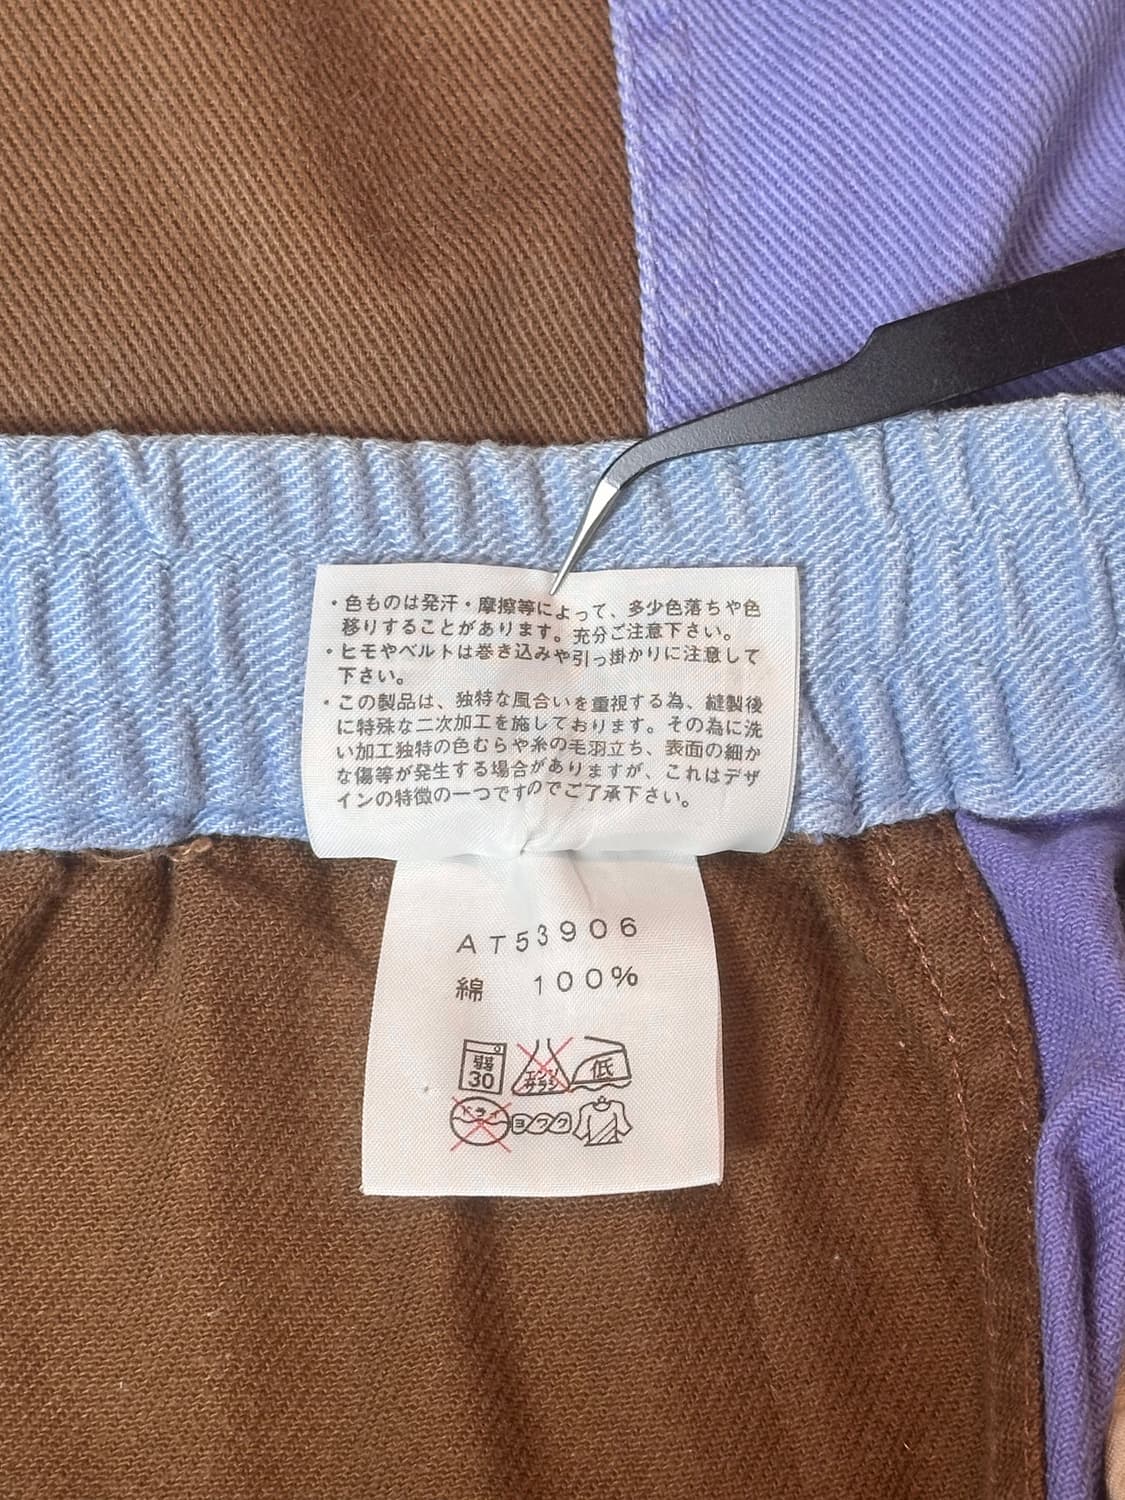 ・色ものは発汗・摩擦等によって、多少色落ちや色
移りすることがあります。充分ご注意下さい。
・ヒモやベルトは巻き込みや引っ掛かりに注意して
下さい。
・この製品は、独特な風合いを重視する為、縫製後
に特殊な二次加工を施しております。その為に洗
い加工独特の色むらや糸の毛羽立ち、表面の細か
な傷等が発生する場合がありますが、これはデザ
インの特徴の一つですのでご了承下さい。
AT53906
綿 100%
弱 30
エンソ サラシ
低
ドライ
ヨワク